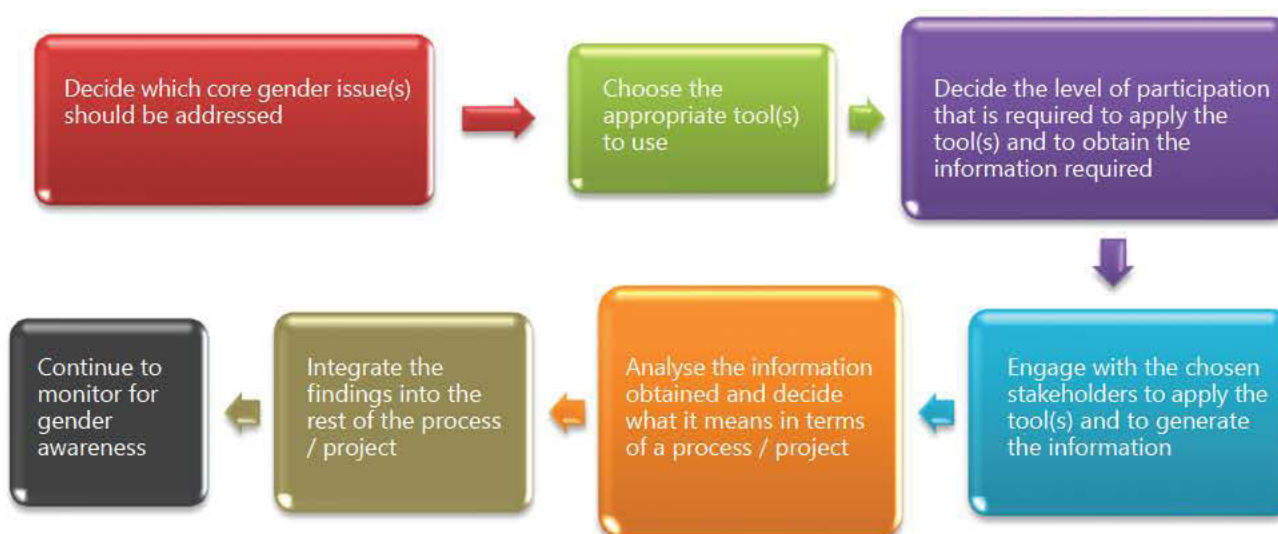 Decide which core gender issue(s)
should be addressed
Choose the
appropriate tool(s)
to use
Decide the level of participation
that is required to apply the
tool(s) and to obtain the
information required
Engage with the chosen
stakeholders to apply the
tool(s) and to generate
the information
Analyse the information
obtained and decide
what it means in terms
of a process / project
Integrate the
findings into the
rest of the process
/ project
Continue to
monitor for
gender
awareness